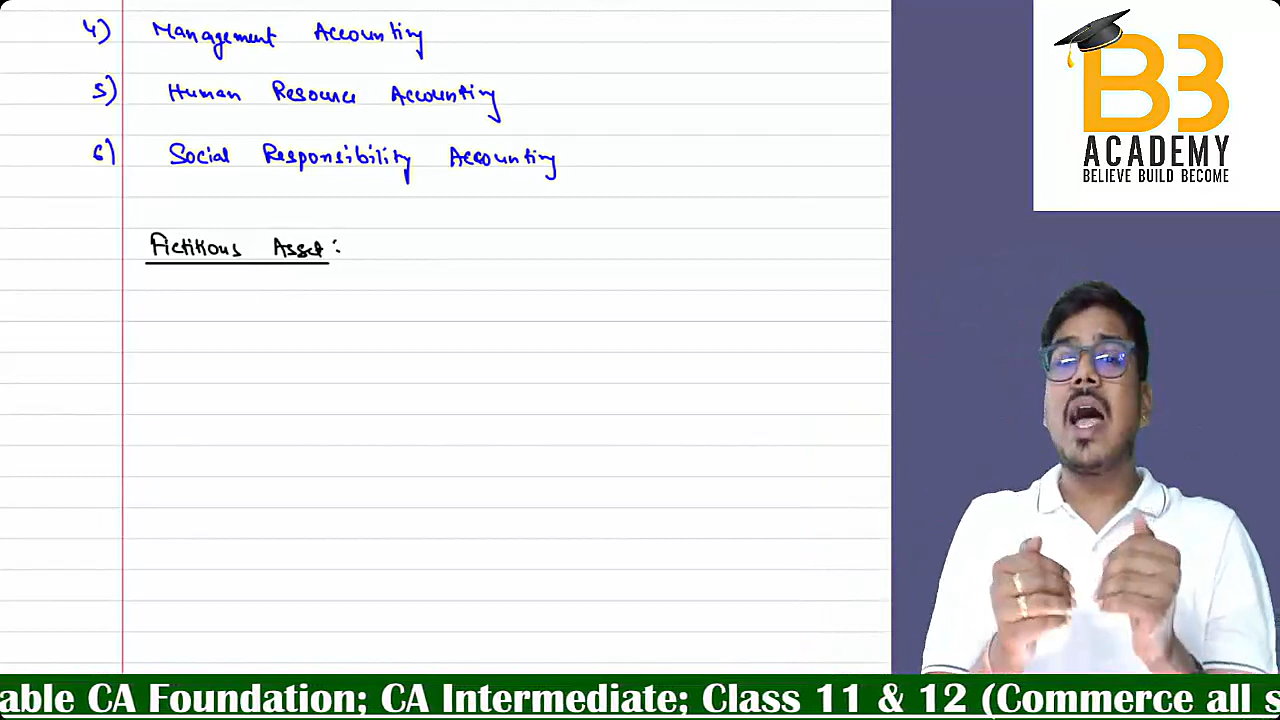 4) Management Accounting
5) Human Resource Accounting
6) Social Responsibility Accounting
Fictitious Asset:
B3
ACADEMY
BELIEVE BUILD BECOME
able CA Foundation; CA Intermediate; Class 11 & 12 (Commerce all s